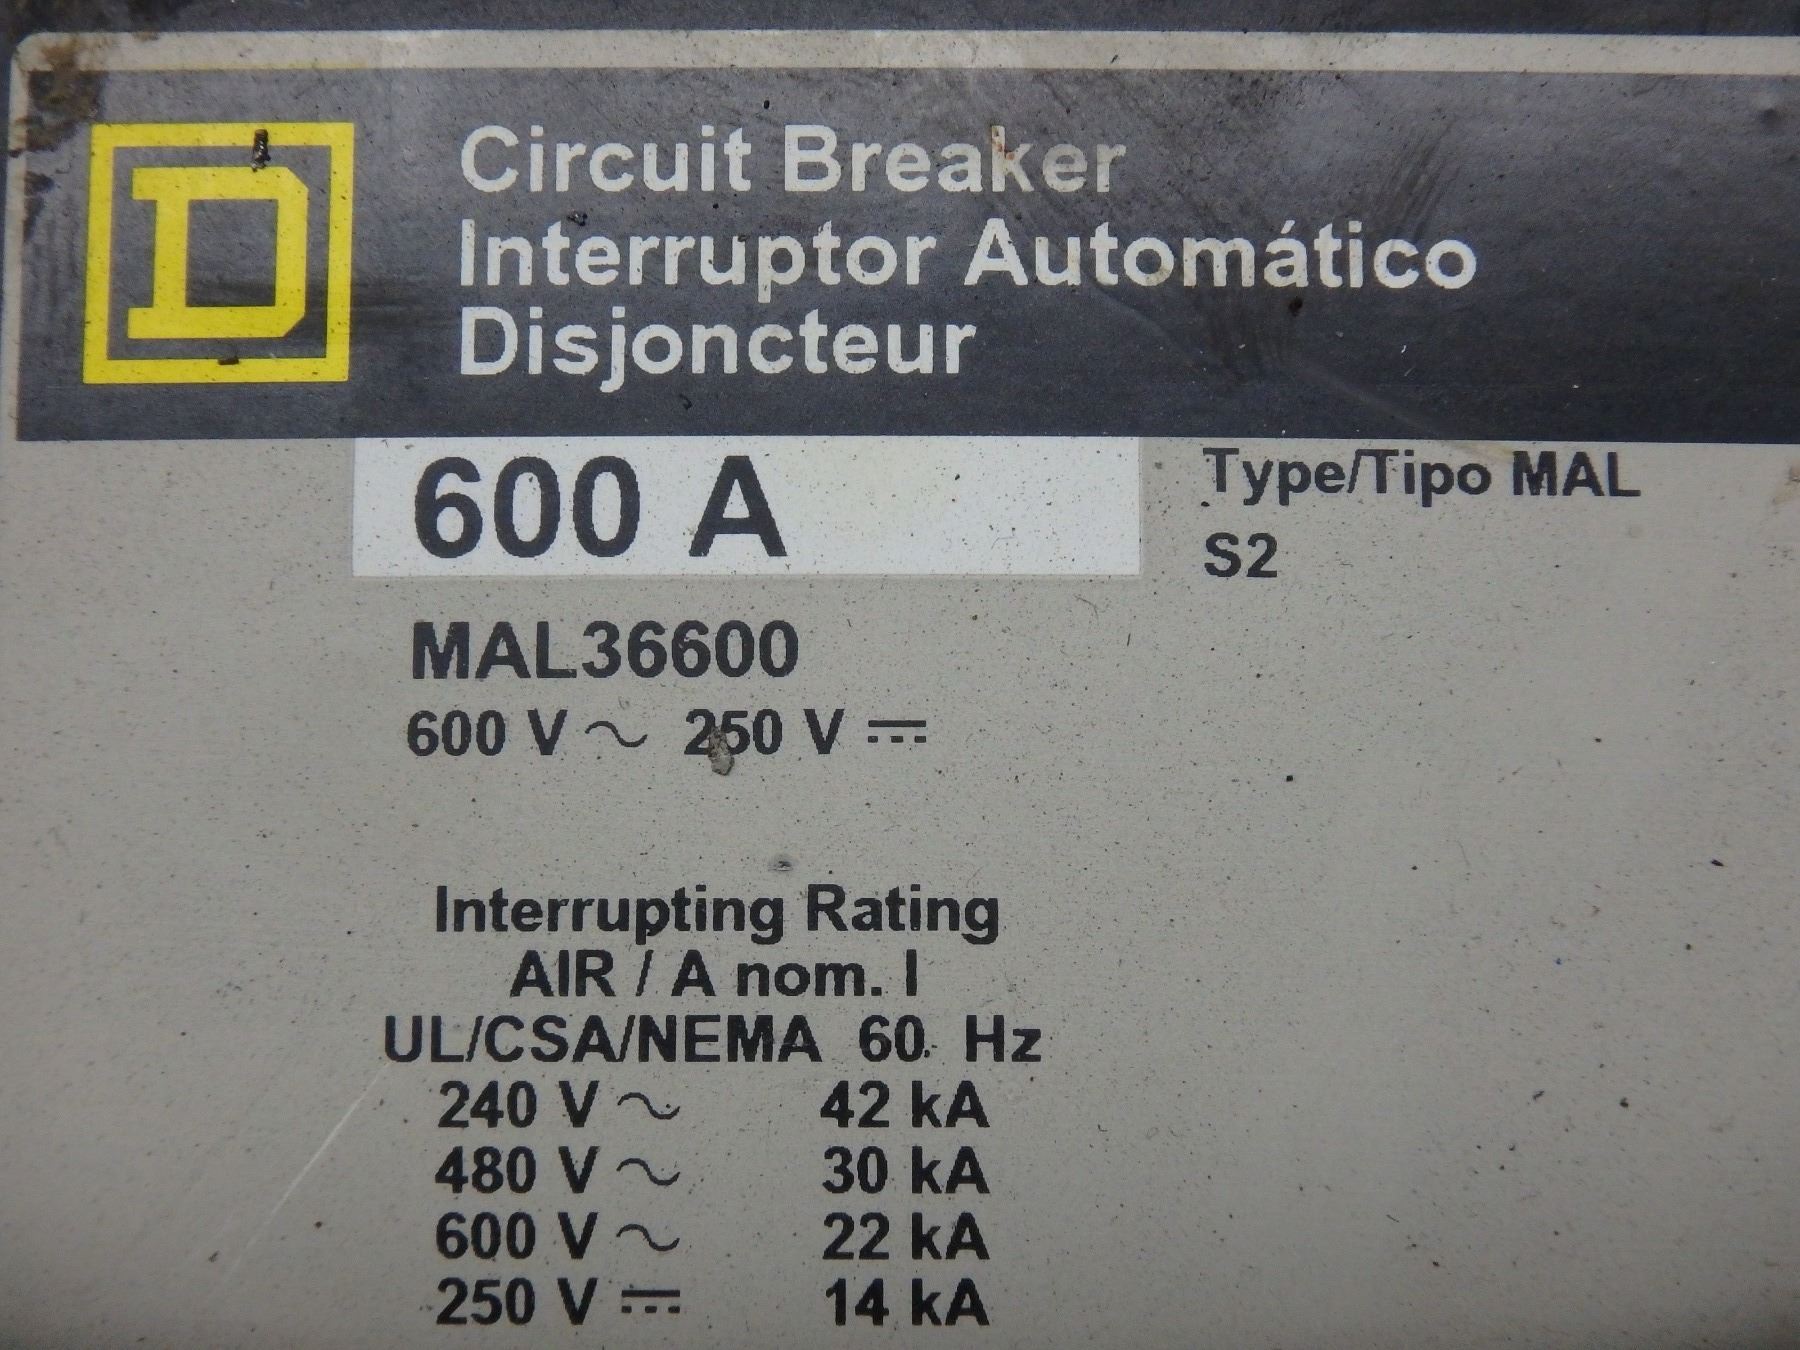 D
Circuit Breaker
Interruptor Automático
Disjoncteur
600 A
Type/Tipo MAL
S2
MAL36600
600 V ~ 250 V ⎓
Interrupting Rating
AIR / A nom. I
UL/CSA/NEMA 60 Hz
240 V ~ 42 kA
480 V ~ 30 kA
600 V ~ 22 kA
250 V ⎓ 14 kA